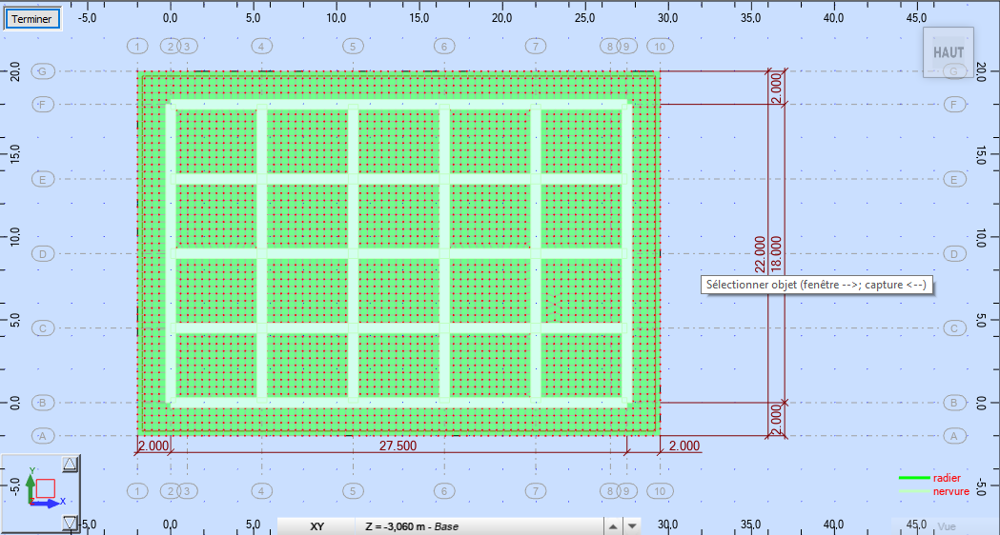 Terminer
-5.0 0.0 5.0 10.0 15.0 20.0 25.0 30.0 35.0 40.0 45.0
1 2 3 4 5 6 7 8 9 10
HAUT
20.0 G G 20.0
2.000
F F
15.0 15.0
E E
10.0 D 22.000 18.000 D 10.0
Sélectionner objet (fenêtre -->; capture <--)
5.0 C C 5.0
0.0 B B 0.0
2.000
A A
2.000 27.500 2.000
Y
X
Z
-5.0 -5.0
1 2 3 4 5 6 7 8 9 10
radier
nervure
-5.0 0.0 5.0 XY Z = -3,060 m - Base 30.0 35.0 40.0 45.0 Vue